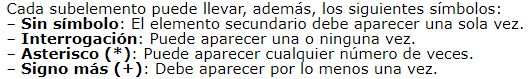 Cada subelemento puede llevar, además, los siguientes símbolos:
– Sin símbolo: El elemento secundario debe aparecer una sola vez.
– Interrogación: Puede aparecer una o ninguna vez.
– Asterisco (*): Puede aparecer cualquier número de veces.
– Signo más (+): Debe aparecer por lo menos una vez.